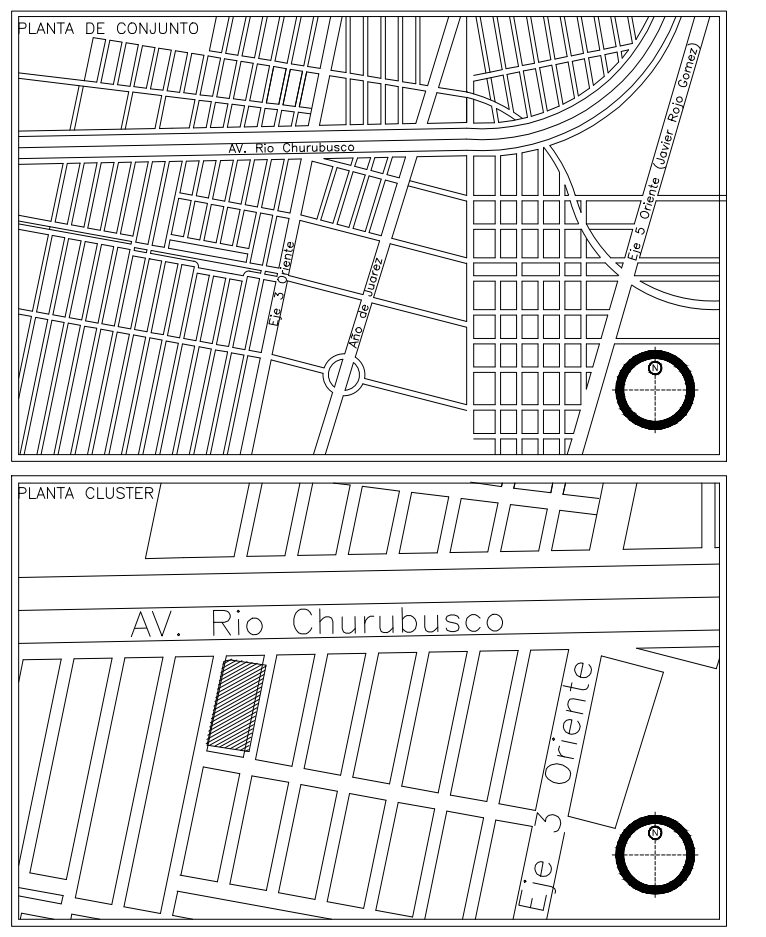 PLANTA DE CONJUNTO
AV. Rio Churubusco
Eje 5 Oriente (Javier Rojo Gomez)
Eje 3 Oriente
Año de Juarez
N
PLANTA CLUSTER
AV. Rio Churubusco
Eje 3 Oriente
N